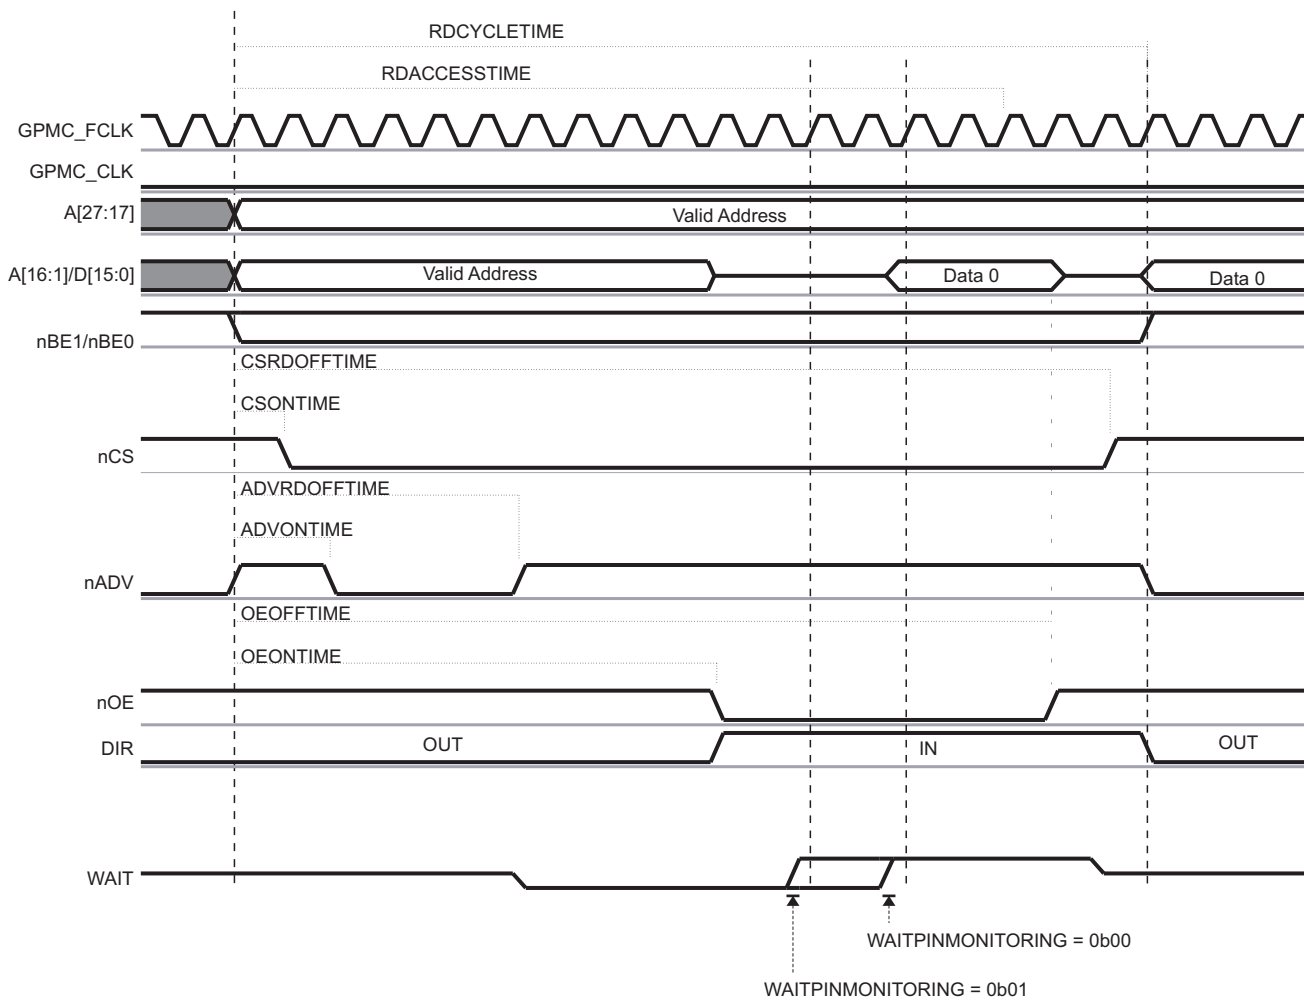 RDCYCLETIME
RDACCESSTIME
GPMC_FCLK
GPMC_CLK
A[27:17]
Valid Address
A[16:1]/D[15:0]
Valid Address
Data 0
Data 0
nBE1/nBE0
CSRDOFFTIME
CSONTIME
nCS
ADVRDOFFTIME
ADVONTIME
nADV
OEOFFTIME
OEONTIME
nOE
DIR
OUT
IN
OUT
WAIT
WAITPINMONITORING = 0b00
WAITPINMONITORING = 0b01